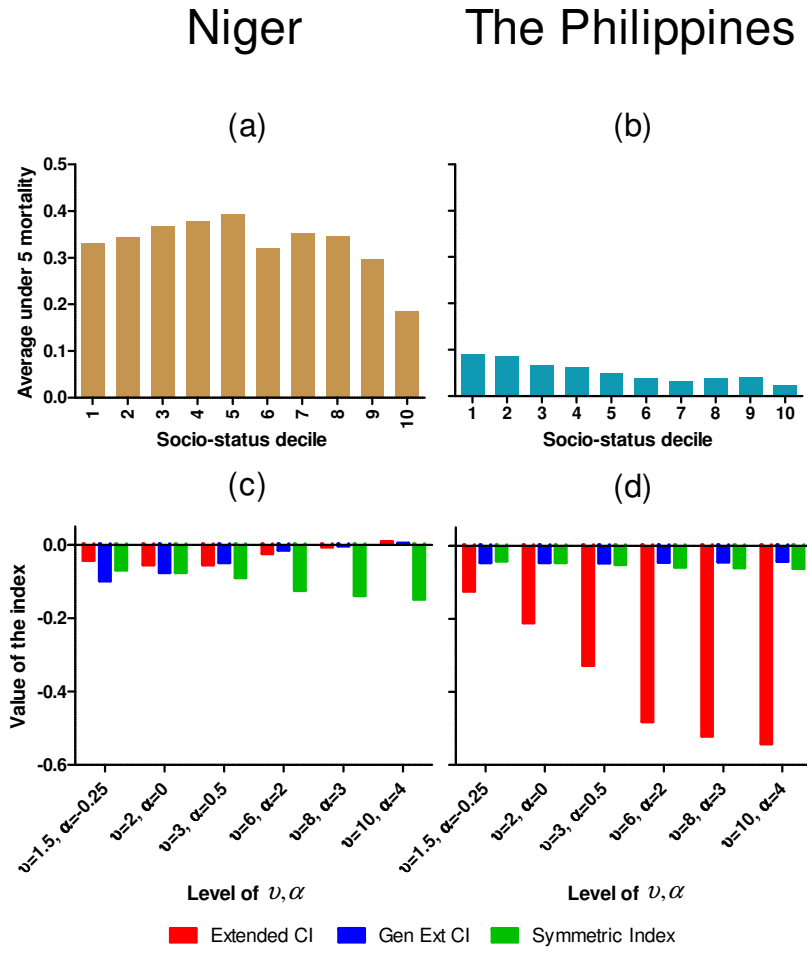 Niger
The Philippines
(a)
(b)
Average under 5 mortality
0.5
0.4
0.3
0.2
0.1
0.0
1 2 3 4 5 6 7 8 9 10
Socio-status decile
1 2 3 4 5 6 7 8 9 10
Socio-status decile
(c)
(d)
Value of the index
0.0
-0.2
-0.4
-0.6
υ=1.5, α=-0.25
υ=2, α=0
υ=3, α=0.5
υ=6, α=2
υ=8, α=3
υ=10, α=4
Level of υ,α
υ=1.5, α=-0.25
υ=2, α=0
υ=3, α=0.5
υ=6, α=2
υ=8, α=3
υ=10, α=4
Level of υ,α
Extended CI Gen Ext CI Symmetric Index